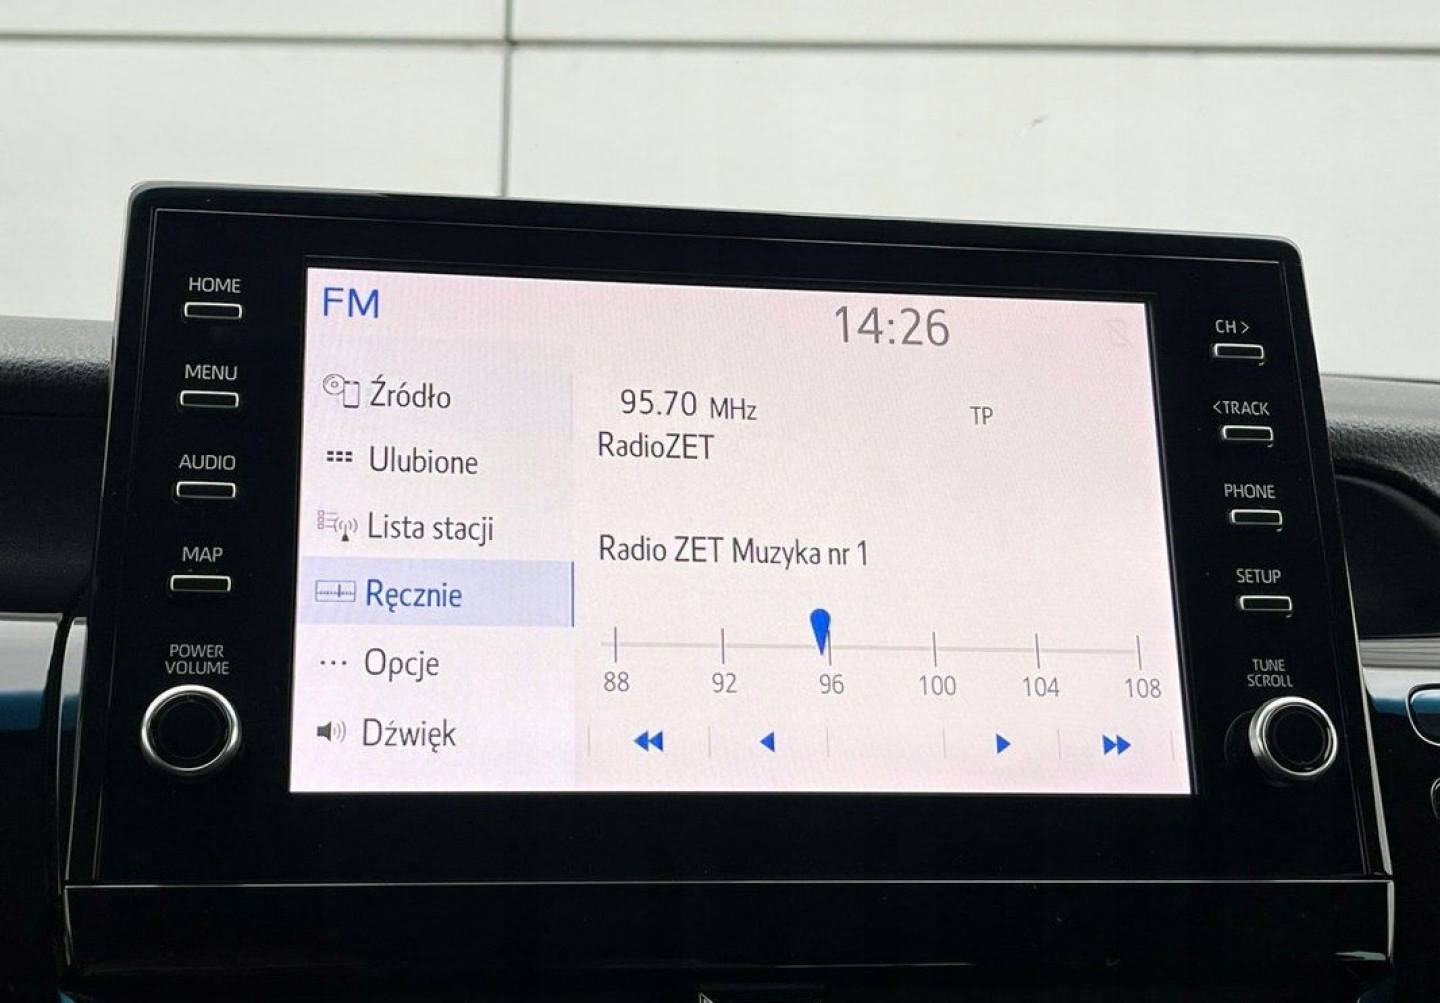 HOME
MENU
AUDIO
MAP
POWER
VOLUME
FM
14:26
Źródło
Ulubione
Lista stacji
Ręcznie
Opcje
Dźwięk
95.70 MHz
TP
RadioZET
Radio ZET Muzyka nr 1
88 92 96 100 104 108
CH >
< TRACK
PHONE
SETUP
TUNE
SCROLL